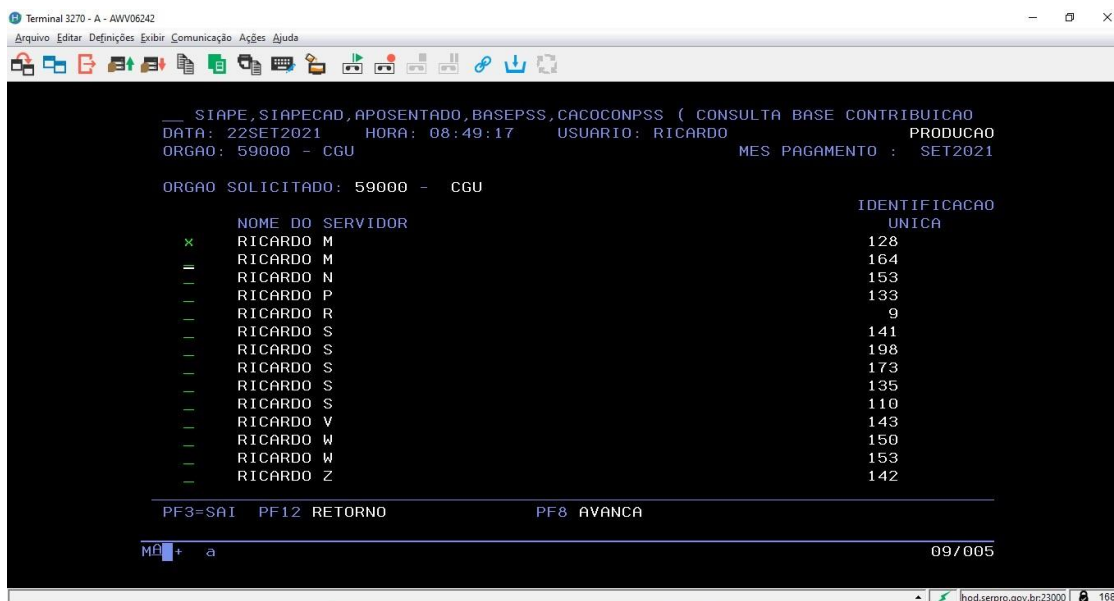 Terminal 3270 - A - AWV06242
Arquivo Editar Definições Exibir Comunicação Ações Ajuda
__ SIAPE,SIAPECAD,APOSENTADO,BASEPSS,CACOCONPSS ( CONSULTA BASE CONTRIBUICAO
DATA: 22SET2021 HORA: 08:49:17 USUARIO: RICARDO PRODUCAO
ORGAO: 59000 - CGU MES PAGAMENTO : SET2021
ORGAO SOLICITADO: 59000 - CGU
IDENTIFICACAO
NOME DO SERVIDOR UNICA
x RICARDO M 128
_ RICARDO M 164
_ RICARDO N 153
_ RICARDO P 133
_ RICARDO R 9
_ RICARDO S 141
_ RICARDO S 198
_ RICARDO S 173
_ RICARDO S 135
_ RICARDO S 110
_ RICARDO V 143
_ RICARDO W 150
_ RICARDO W 153
_ RICARDO Z 142
PF3=SAI PF12 RETORNO PF8 AVANCA
MA + a 09/005
hod.serpro.gov.br:23000 168